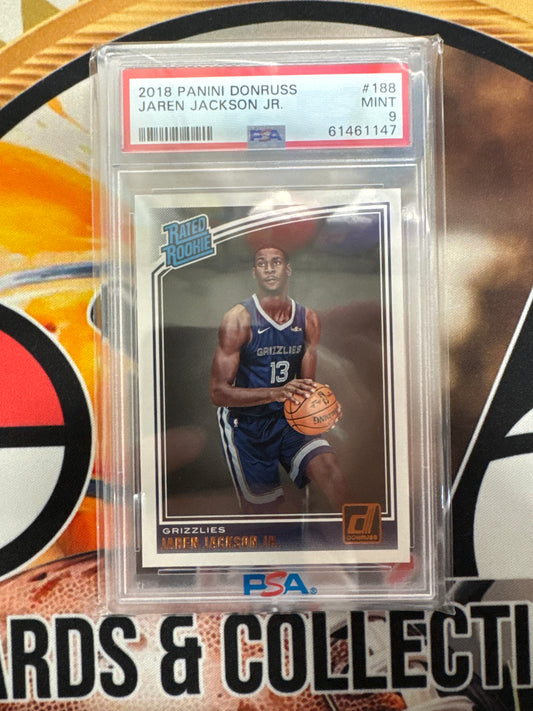 2018 PANINI DONRUSS #188
JAREN JACKSON JR. MINT
9
PSA 61461147
RATED
ROOKIE
GRIZZLIES
13
GRIZZLIES
JAREN JACKSON JR.
d
DONRUSS
PSA®
ARDS & COLLECTI